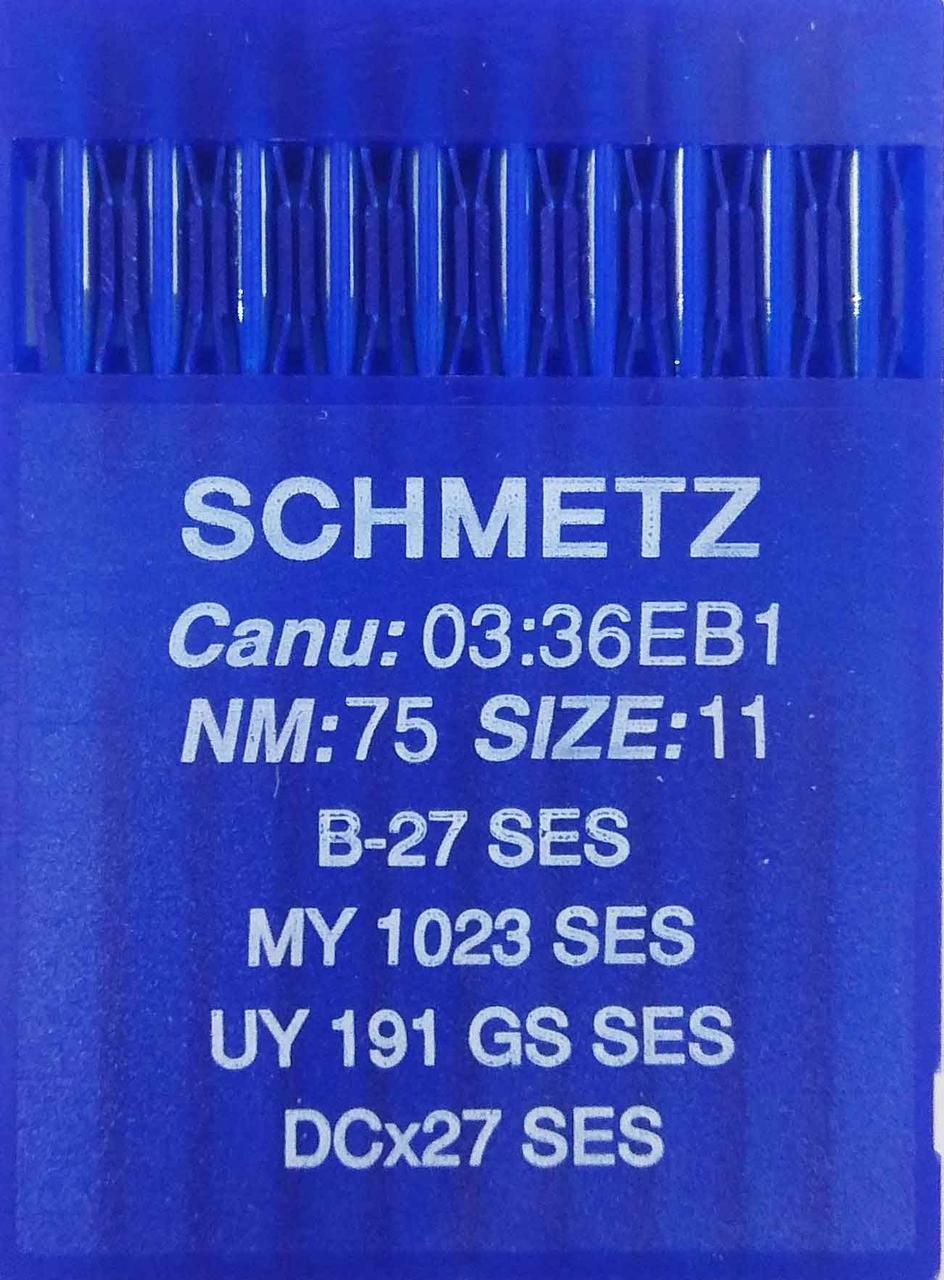 SCHMETZ
Canu: 03:36EB1
NM:75 SIZE:11
B-27 SES
MY 1023 SES
UY 191 GS SES
DCx27 SES